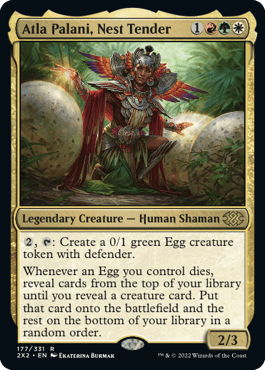 Atla Palani, Nest Tender 1
Legendary Creature — Human Shaman
2, : Create a 0/1 green Egg creature
token with defender.
Whenever an Egg you control dies,
reveal cards from the top of your
library until you reveal a creature card. Put
that card onto the battlefield and the
rest on the bottom of your library in a
random order.
2/3
177/331 R
2X2 • EN Ekaterina Burmak
™ & © 2022 Wizards of the Coast